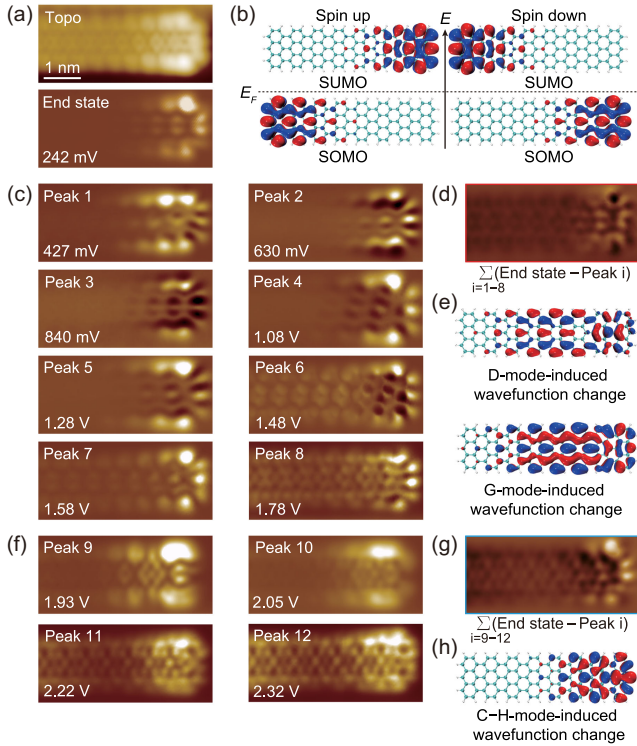 (a)
Topo
1 nm
End state
242 mV
(b)
Spin up
E
Spin down
SUMO
SUMO
E_F
SOMO
SOMO
(c)
Peak 1
427 mV
Peak 2
630 mV
Peak 3
840 mV
Peak 4
1.08 V
Peak 5
1.28 V
Peak 6
1.48 V
Peak 7
1.58 V
Peak 8
1.78 V
(d)
∑(End state – Peak i)
i=1–8
(e)
D-mode-induced
wavefunction change
G-mode-induced
wavefunction change
(f)
Peak 9
1.93 V
Peak 10
2.05 V
Peak 11
2.22 V
Peak 12
2.32 V
(g)
∑(End state – Peak i)
i=9–12
(h)
C–H-mode-induced
wavefunction change